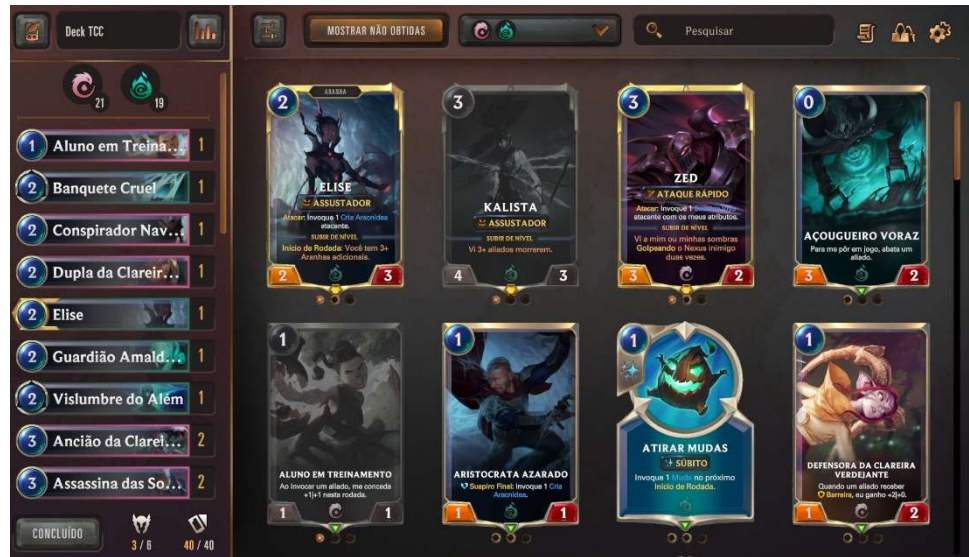 Deck TCC
21
19
1 Aluno em Treina... 1
2 Banquete Cruel 1
2 Conspirador Nav... 1
2 Dupla da Clareir... 1
2 Elise 1
2 Guardião Amald... 1
2 Vislumbre do Além 1
3 Ancião da Clarei... 2
3 Assassina das So... 2
CONCLUÍDO
3 / 6
40 / 40
MOSTRAR NÃO OBTIDAS
Pesquisar
2
ARANHA
ELISE
ASSUSTADOR
Atacar: Invoque 1 Cria Aracnídea
atacante.
SUBIR DE NÍVEL
Início de Rodada: Você tem 3+
Aranhas adicionais.
2
3
3
KALISTA
ASSUSTADOR
SUBIR DE NÍVEL
Vi 3+ aliados morrerem.
4
3
3
ZED
ATAQUE RÁPIDO
Atacar: Invoque 1
atacante com os meus atributos.
SUBIR DE NÍVEL
Vi a mim ou minhas sombras
Golpeando o Nexus inimigo
duas vezes.
3
2
0
AÇOUGUEIRO VORAZ
Para me pôr em jogo, abata um
aliado.
3
2
1
ALUNO EM TREINAMENTO
Ao invocar um aliado, me conceda
+1|+1 nesta rodada.
1
1
1
ARISTOCRATA AZARADO
Suspiro Final: Invoque 1 Cria
Aracnídea.
1
1
1
ATIRAR MUDAS
SÚBITO
Invoque 1 Muda no próximo
Início de Rodada.
1
DEFENSORA DA CLAREIRA
VERDEJANTE
Quando um aliado receber
Barreira, eu ganho +2|+0.
1
2